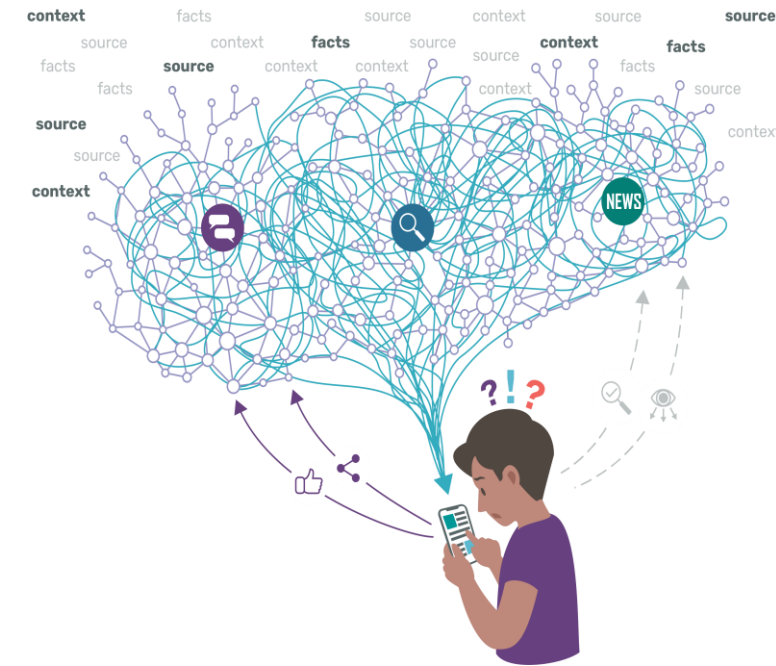 context facts source context source source
source context facts source context facts
facts source context context source facts
facts context source
source
source contex
context
NEWS
? ! ?